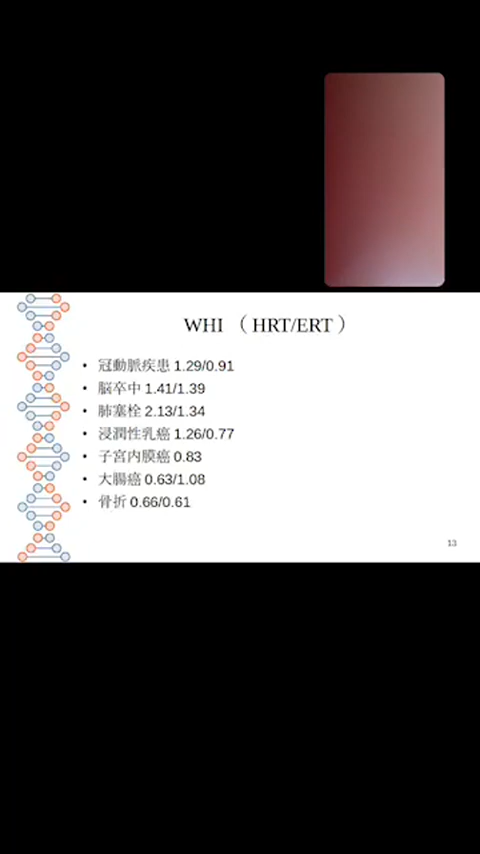 WHI （HRT/ERT）
• 冠動脈疾患 1.29/0.91
• 脳卒中 1.41/1.39
• 肺塞栓 2.13/1.34
• 浸潤性乳癌 1.26/0.77
• 子宮内膜癌 0.83
• 大腸癌 0.63/1.08
• 骨折 0.66/0.61
13